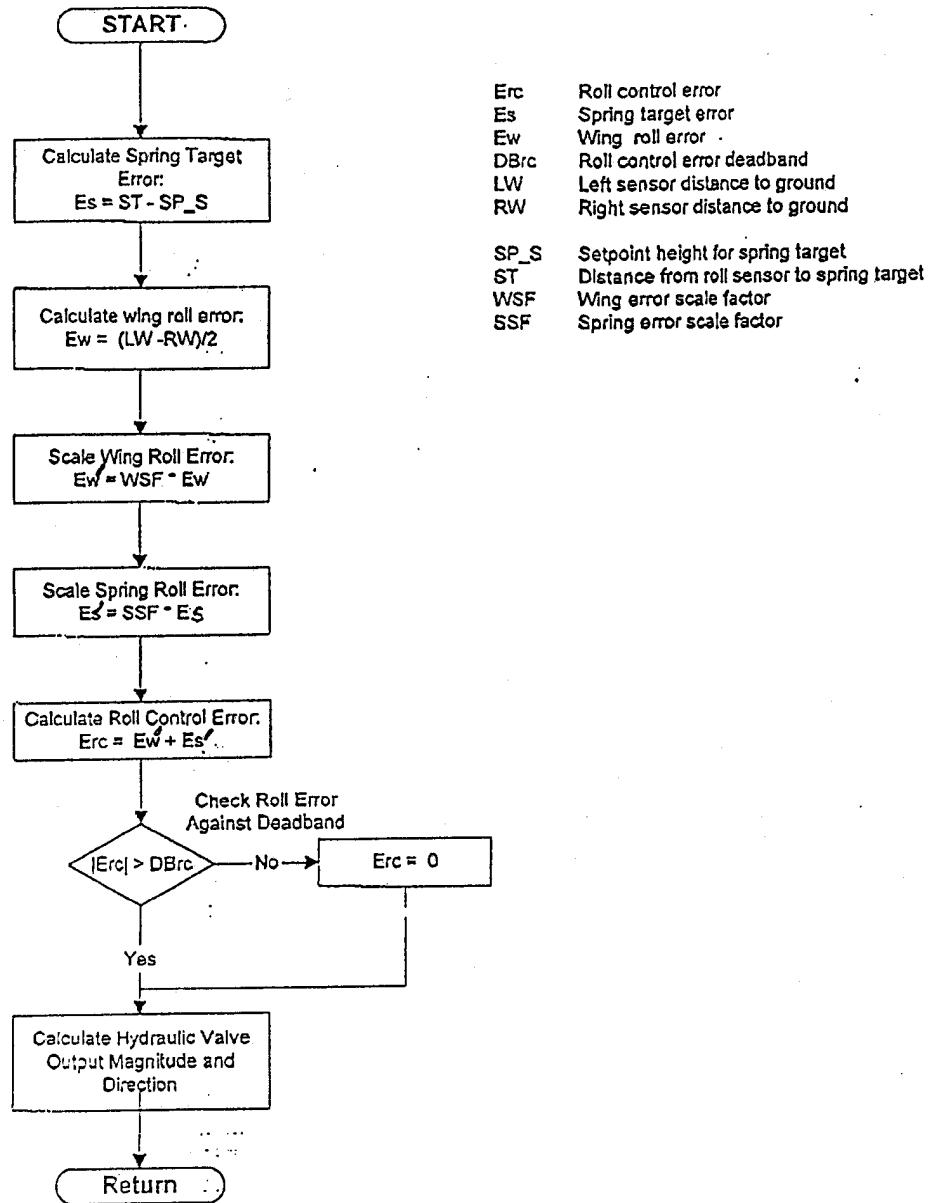 START
Calculate Spring Target
Error:
Es = ST - SP_S
Calculate wing roll error:
Ew = (LW -RW)/2
Scale Wing Roll Error:
Ew' = WSF * Ew
Scale Spring Roll Error:
Es' = SSF * Es
Calculate Roll Control Error:
Erc = Ew' + Es'
Check Roll Error
Against Deadband
|Erc| > DBrc
No
Erc = 0
Yes
Calculate Hydraulic Valve
Output Magnitude and
Direction
Return
Erc Roll control error
Es Spring target error
Ew Wing roll error
DBrc Roll control error deadband
LW Left sensor distance to ground
RW Right sensor distance to ground
SP_S Setpoint height for spring target
ST Distance from roll sensor to spring target
WSF Wing error scale factor
SSF Spring error scale factor